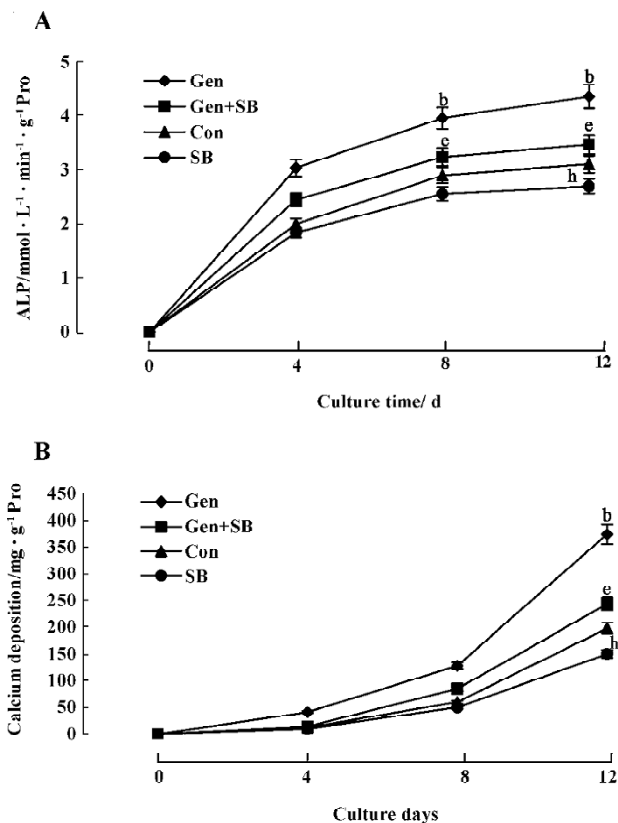 A
5
4
3
2
1
0
ALP/mmol · L⁻¹ · min⁻¹ · g⁻¹ Pro
Gen
Gen+SB
Con
SB
b
b
c
e
h
0
4
8
12
Culture time/ d
B
450
400
350
300
250
200
150
100
50
0
Calcium deposition/mg · g⁻¹ Pro
Gen
Gen+SB
Con
SB
b
e
h
0
4
8
12
Culture days